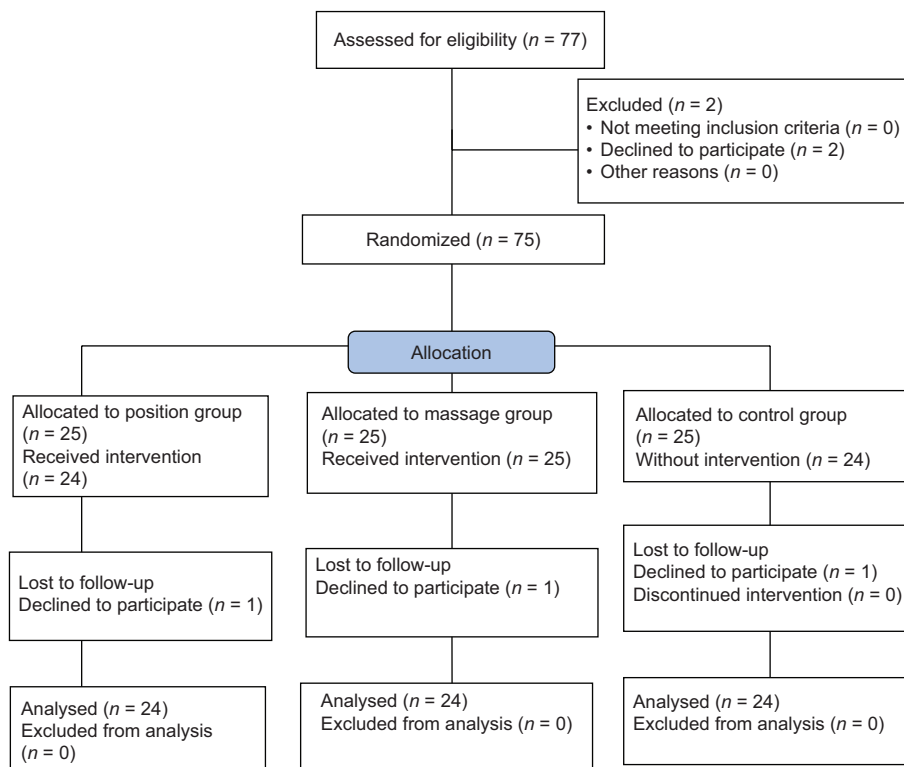 Assessed for eligibility (n = 77)
Excluded (n = 2)
• Not meeting inclusion criteria (n = 0)
• Declined to participate (n = 2)
• Other reasons (n = 0)
Randomized (n = 75)
Allocation
Allocated to position group
(n = 25)
Received intervention
(n = 24)
Allocated to massage group
(n = 25)
Received intervention (n = 25)
Allocated to control group
(n = 25)
Without intervention (n = 24)
Lost to follow-up
Declined to participate (n = 1)
Lost to follow-up
Declined to participate (n = 1)
Lost to follow-up
Declined to participate (n = 1)
Discontinued intervention (n = 0)
Analysed (n = 24)
Excluded from analysis
(n = 0)
Analysed (n = 24)
Excluded from analysis (n = 0)
Analysed (n = 24)
Excluded from analysis (n = 0)